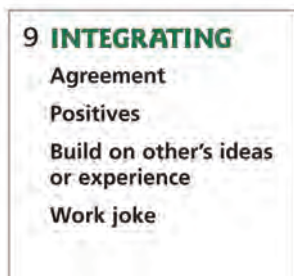 9 INTEGRATING
Agreement
Positives
Build on other's ideas
or experience
Work joke